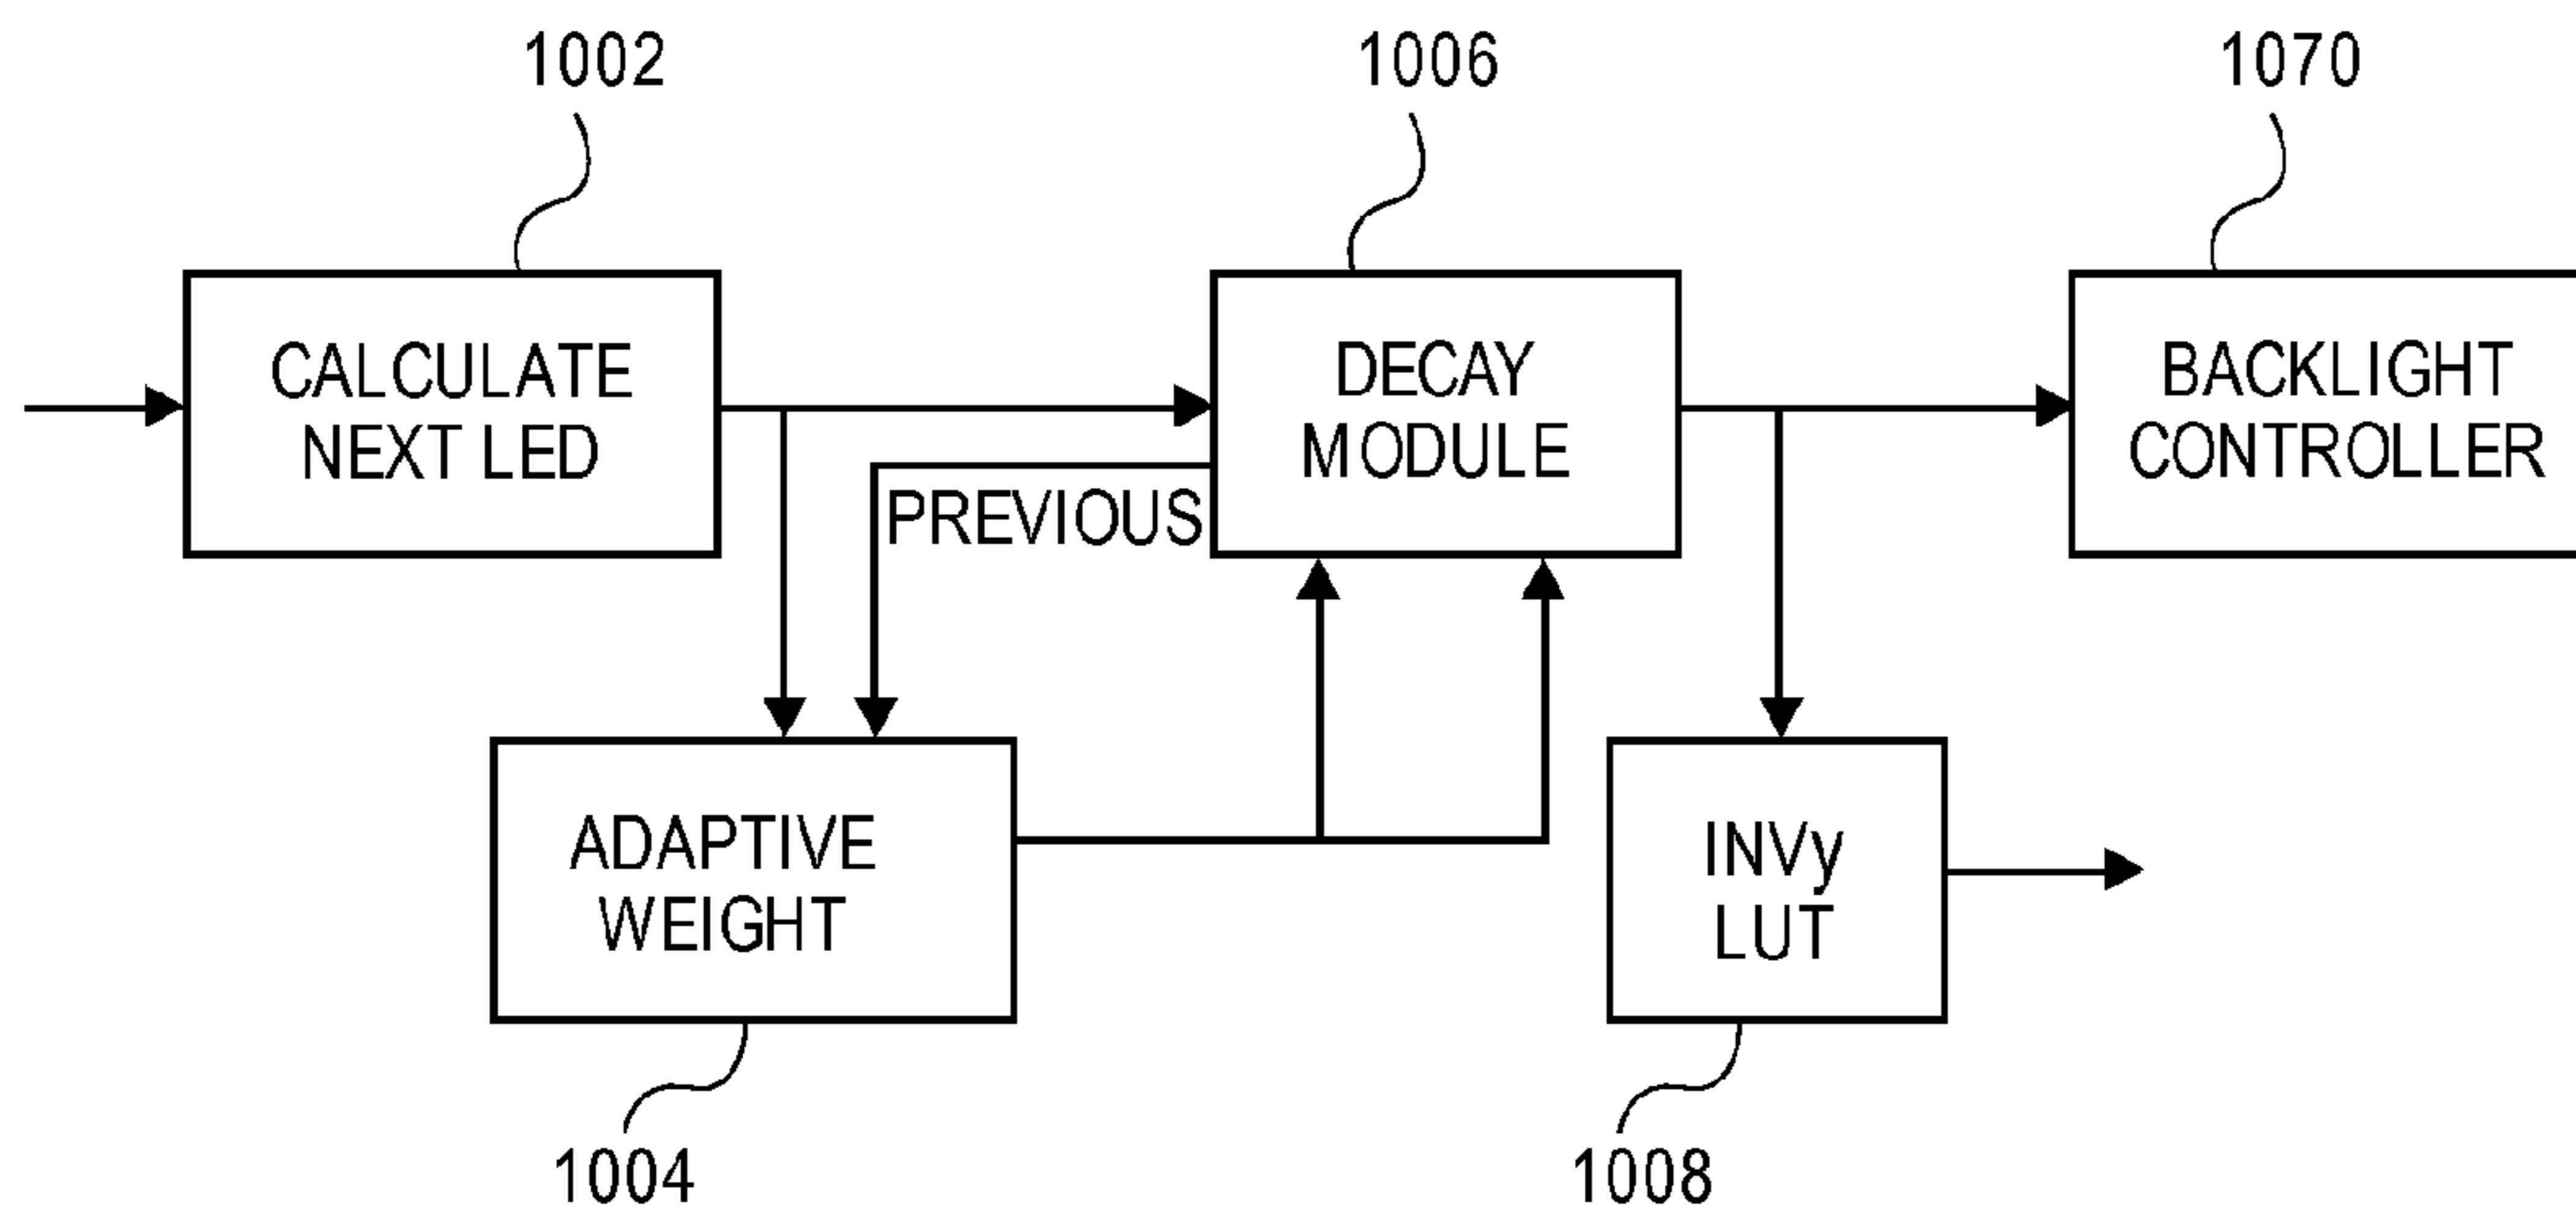 1002
1006
1070
CALCULATE
NEXT LED
DECAY
MODULE
BACKLIGHT
CONTROLLER
PREVIOUS
ADAPTIVE
WEIGHT
INVy
LUT
1004
1008